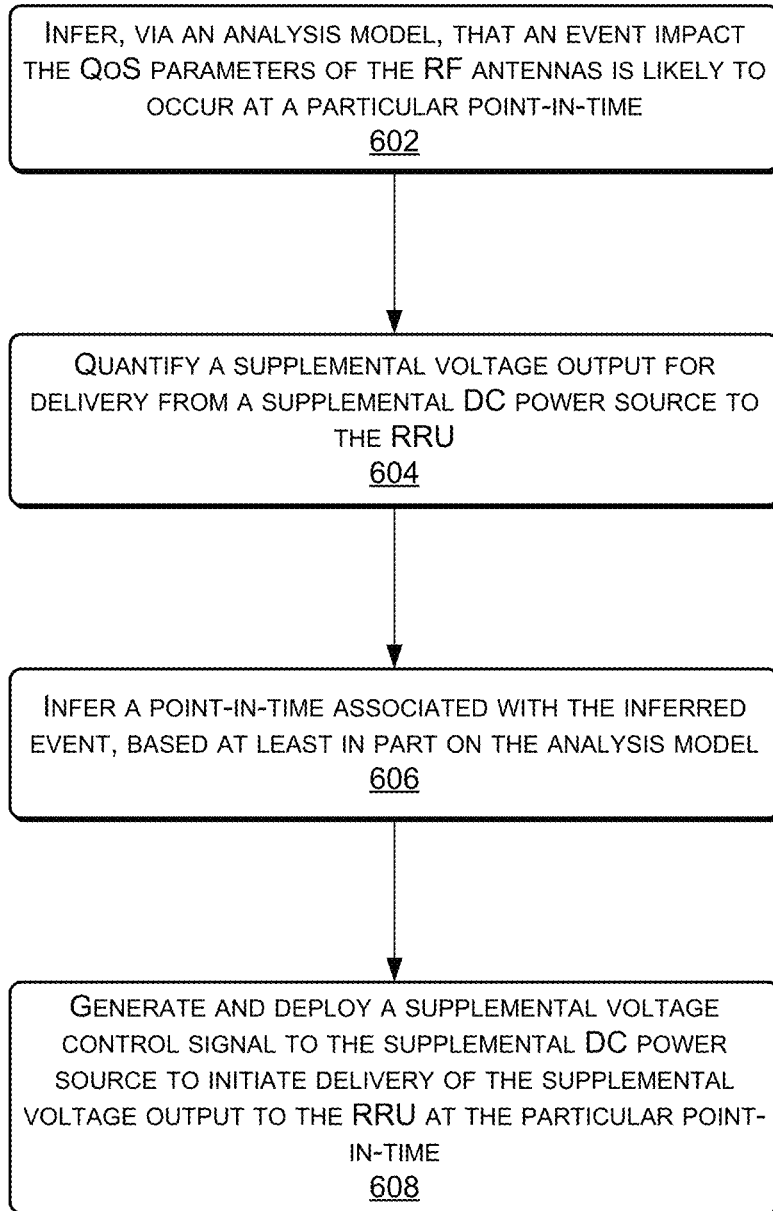 INFER, VIA AN ANALYSIS MODEL, THAT AN EVENT IMPACT
THE QOS PARAMETERS OF THE RF ANTENNAS IS LIKELY TO
OCCUR AT A PARTICULAR POINT-IN-TIME
602
QUANTIFY A SUPPLEMENTAL VOLTAGE OUTPUT FOR
DELIVERY FROM A SUPPLEMENTAL DC POWER SOURCE TO
THE RRU
604
INFER A POINT-IN-TIME ASSOCIATED WITH THE INFERRED
EVENT, BASED AT LEAST IN PART ON THE ANALYSIS MODEL
606
GENERATE AND DEPLOY A SUPPLEMENTAL VOLTAGE
CONTROL SIGNAL TO THE SUPPLEMENTAL DC POWER
SOURCE TO INITIATE DELIVERY OF THE SUPPLEMENTAL
VOLTAGE OUTPUT TO THE RRU AT THE PARTICULAR POINT-
IN-TIME
608